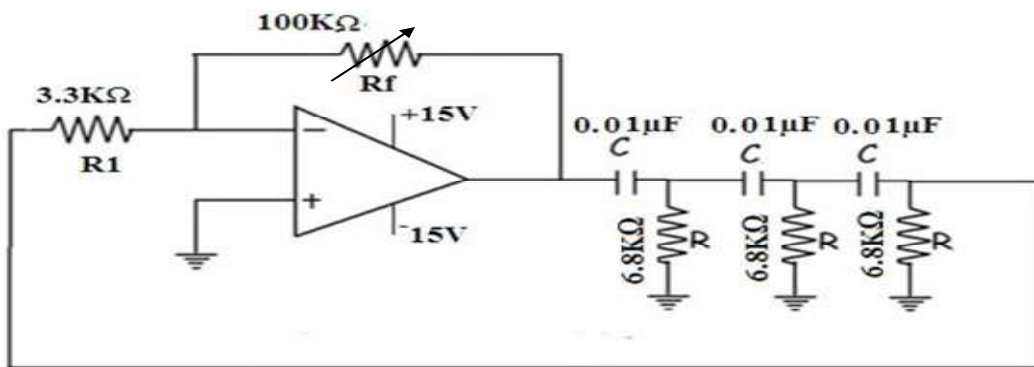 100KΩ
Rf
3.3KΩ
R1
+15V
-15V
−
+
0.01µF 0.01µF 0.01µF
C C C
6.8KΩ R 6.8KΩ R 6.8KΩ R